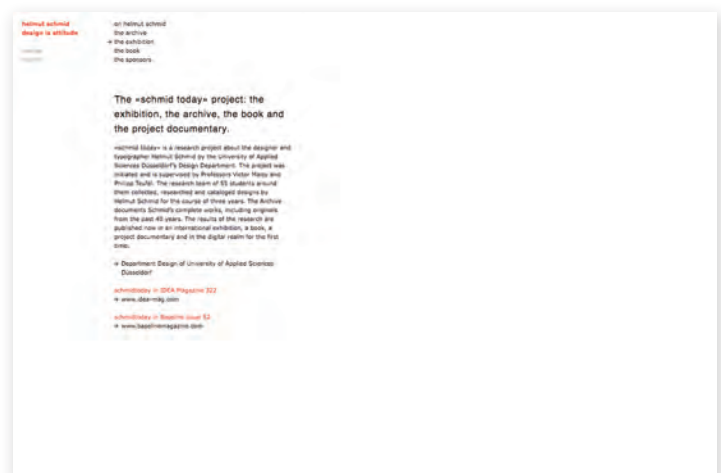 helmut schmid
design is attitude
on helmut schmid
the archive
→ the exhibition
the book
the sponsors
The «schmid today» project: the
exhibition, the archive, the book and
the project documentary.
«schmid today» is a research project about the designer and
typographer Helmut Schmid by the University of Applied
Sciences Düsseldorf's Design Department. The project was
initiated and is supervised by Professors Victor Malsy and
Philipp Teufel. The research team of 55 students around
them collected, researched and cataloged designs by
Helmut Schmid for the course of three years. The Archive
documents Schmid's complete works, including originals
from the past 40 years. The results of the research are
published now in an international exhibition, a book, a
project documentary and in the digital realm for the first
time.
→ Department Design of University of Applied Sciences
Düsseldorf
schmidtoday in IDEA Magazine 322
→ www.idea-mag.com
schmidtoday in Baseline issue 52
→ www.baselinemagazine.com